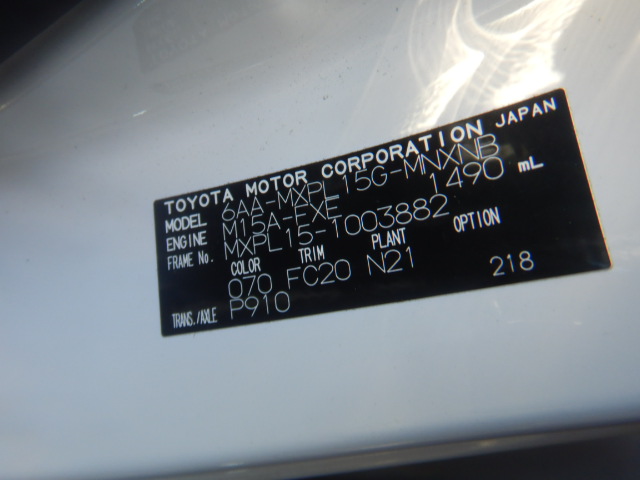 TOYOTA MOTOR CORPORATION JAPAN
MODEL 6AA-MXPL15G-MNXNB
ENGINE M15A-FXE 1490 mL
FRAME No. MXPL15-1003882
COLOR TRIM PLANT OPTION
070 FC20 N21 218
TRANS./AXLE P910